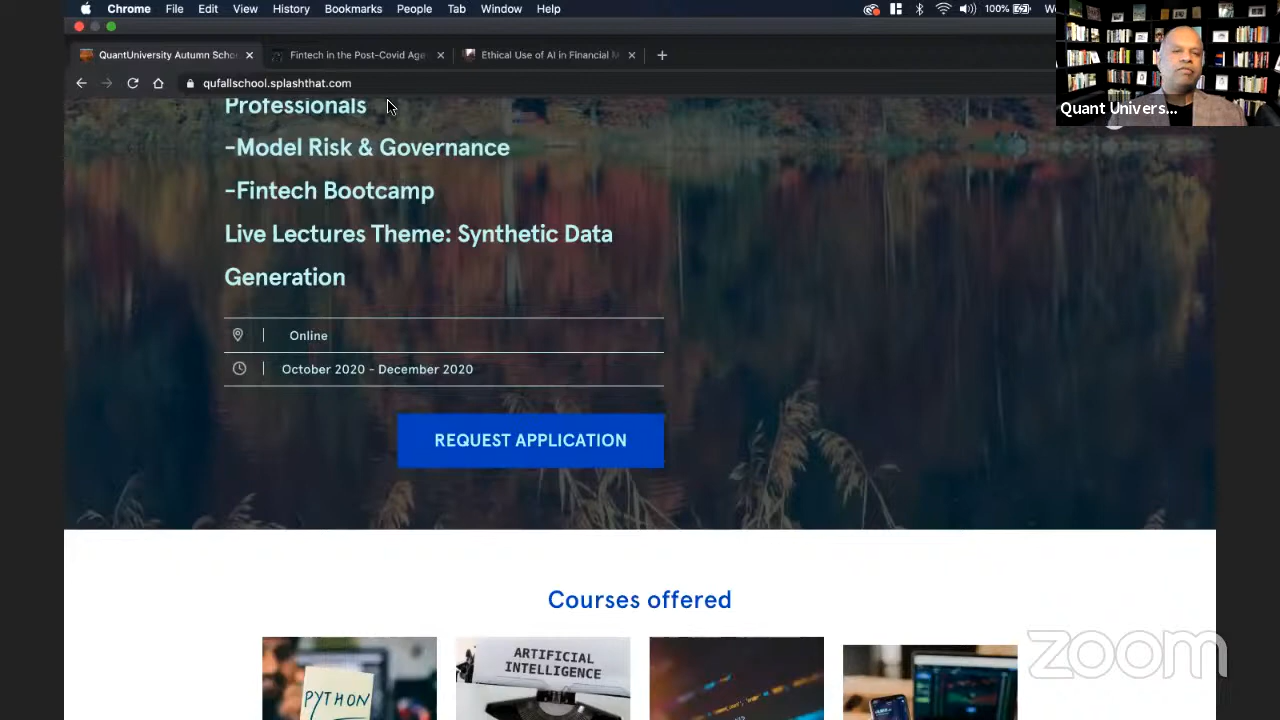 Chrome File Edit View History Bookmarks People Tab Window Help 100%
QuantUniversity Autumn Scho Fintech in the Post-Covid Age Ethical Use of AI in Financial M
qufallschool.splashthat.com
Quant Univers...
Professionals
-Model Risk & Governance
-Fintech Bootcamp
Live Lectures Theme: Synthetic Data
Generation
Online
October 2020 - December 2020
REQUEST APPLICATION
Courses offered
PYTHON
ARTIFICIAL
INTELLIGENCE
zoom